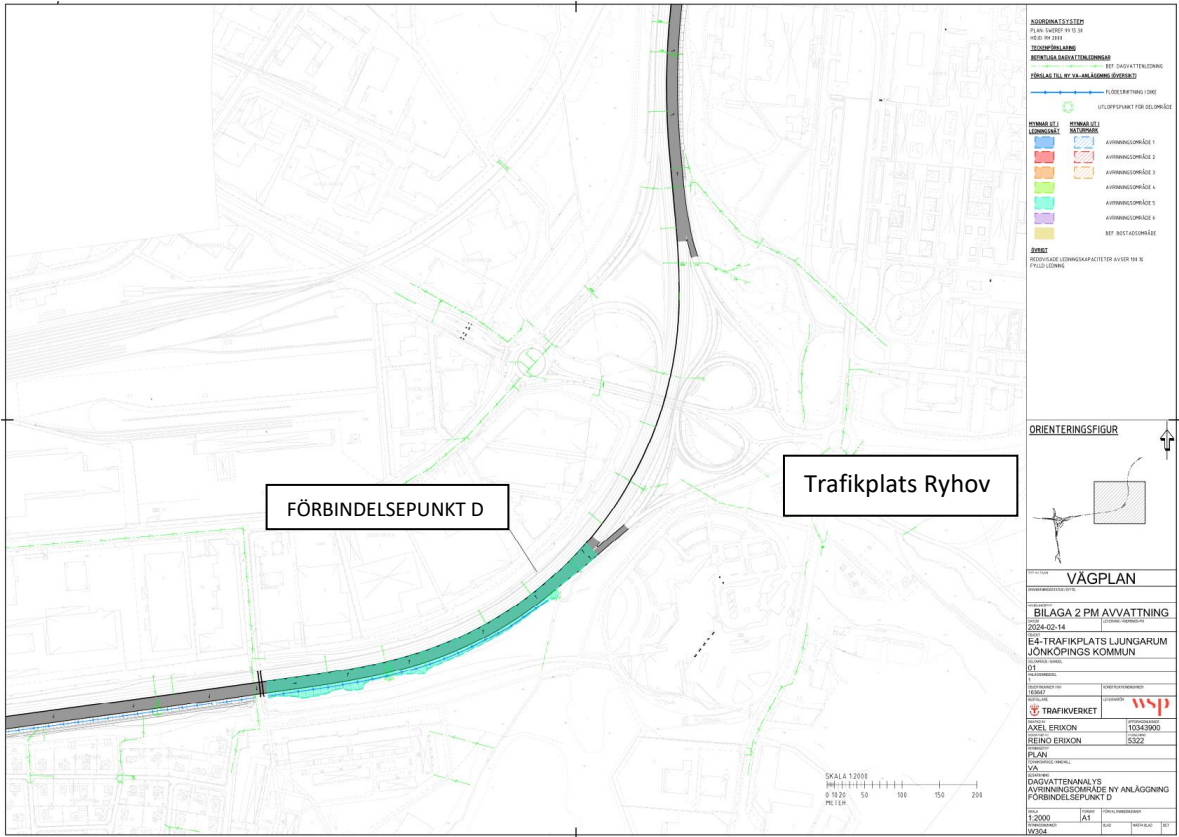 FÖRBINDELSEPUNKT D
Trafikplats Ryhov
SKALA 1:2000
0 10 20 50 100 150 200
METER
KOORDINATSYSTEM
PLAN: SWEREF 99 13 30
HÖJD: RH 2000
TECKENFÖRKLARING
BEFINTLIGA DAGVATTENLEDNINGAR
BEF. DAGVATTENLEDNING
FÖRSLAG TILL NY VA-ANLÄGGNING (ÖVERSIKT)
FLÖDESRIKTNING I DIKE
UTLOPPSPUNKT FÖR DELOMRÅDE
MYNNAR UT I LEDNINGSNÄT
MYNNAR UT I NATURMARK
AVRINNINGSOMRÅDE 1
AVRINNINGSOMRÅDE 2
AVRINNINGSOMRÅDE 3
AVRINNINGSOMRÅDE 4
AVRINNINGSOMRÅDE 5
AVRINNINGSOMRÅDE 6
BEF. BOSTADSOMRÅDE
ÖVRIGT
REDOVISADE LEDNINGSKAPACITETER AVSER 100 %
FYLLD LEDNING
ORIENTERINGSFIGUR
VÄGPLAN
BILAGA 2 PM AVVATTNING
2024-02-14
E4-TRAFIKPLATS LJUNGARUM
JÖNKÖPINGS KOMMUN
01
1
163647
TRAFIKVERKET
wsp
AXEL ERIXON
10343900
REINO ERIXON
5322
PLAN
VA
DAGVATTENANALYS
AVRINNINGSOMRÅDE NY ANLÄGGNING
FÖRBINDELSEPUNKT D
SKALA
FORMAT
1:2000
A1
W304